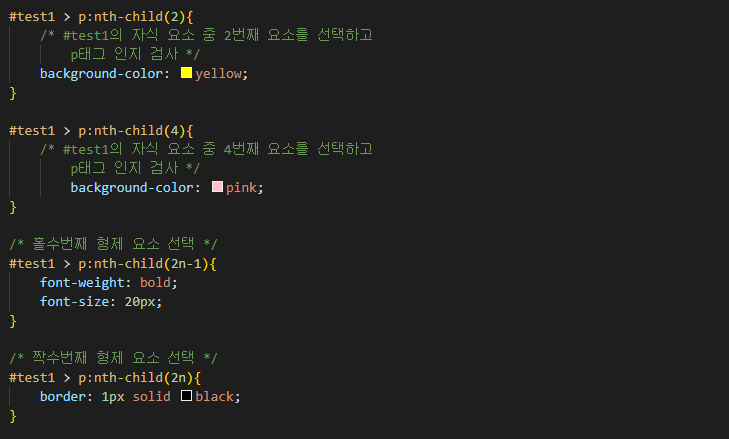 #test1 > p:nth-child(2){
/* #test1의 자식 요소 중 2번째 요소를 선택하고
p태그 인지 검사 */
background-color: yellow;
}
#test1 > p:nth-child(4){
/* #test1의 자식 요소 중 4번째 요소를 선택하고
p태그 인지 검사 */
background-color: pink;
}
/* 홀수번째 형제 요소 선택 */
#test1 > p:nth-child(2n-1){
font-weight: bold;
font-size: 20px;
}
/* 짝수번째 형제 요소 선택 */
#test1 > p:nth-child(2n){
border: 1px solid black;
}